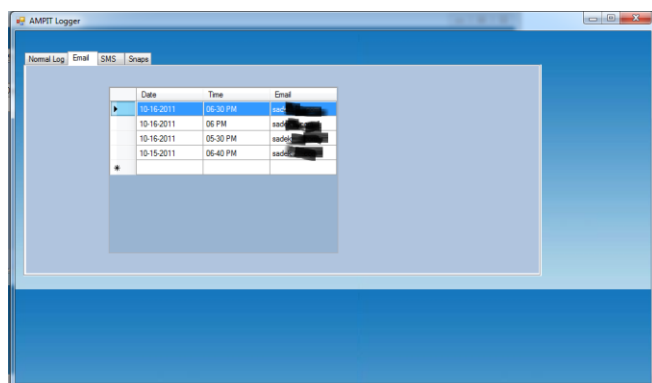 AMPIT Logger
Normal Log Email SMS Snaps
Date Time Email
10-16-2011 06-30 PM
10-16-2011 06 PM
10-16-2011 05-30 PM
10-15-2011 06-40 PM